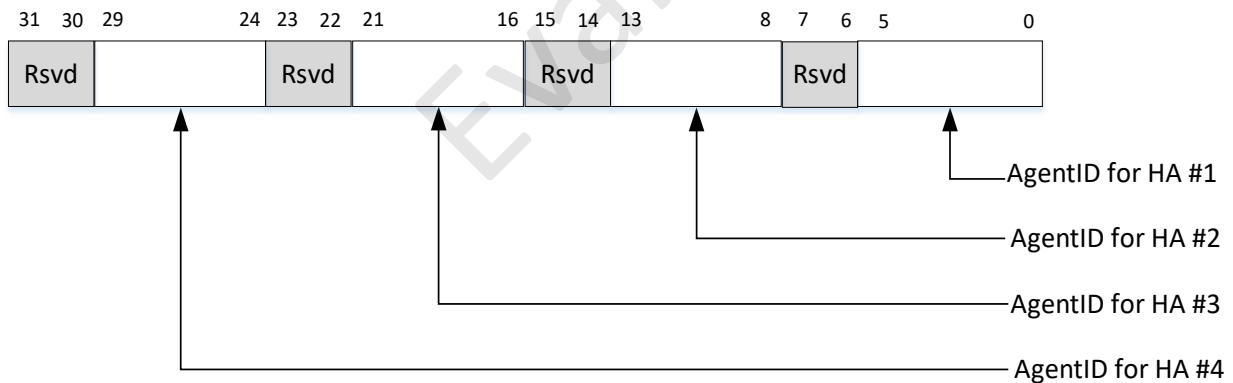 31 30 29 24 23 22 21 16 15 14 13 8 7 6 5 0
Rsvd Rsvd Rsvd Rsvd
AgentID for HA #1
AgentID for HA #2
AgentID for HA #3
AgentID for HA #4